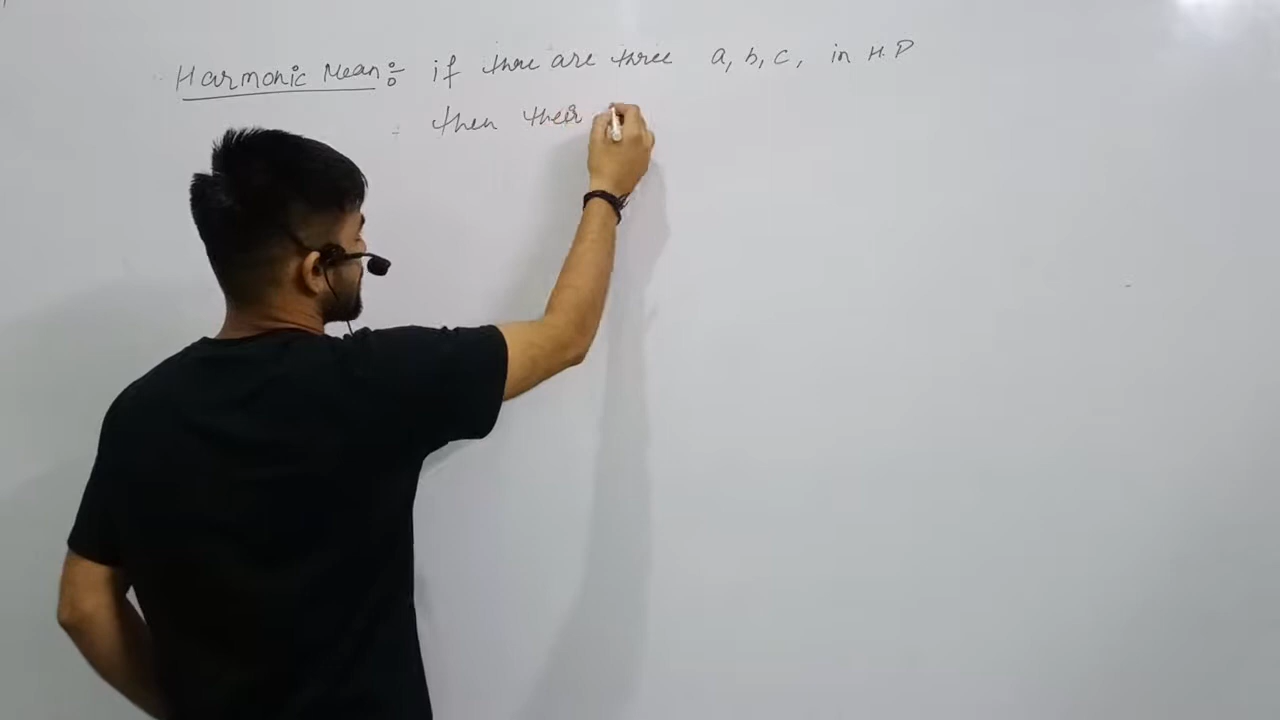 Harmonic Mean : if there are three a, b, c, in H.P
then their